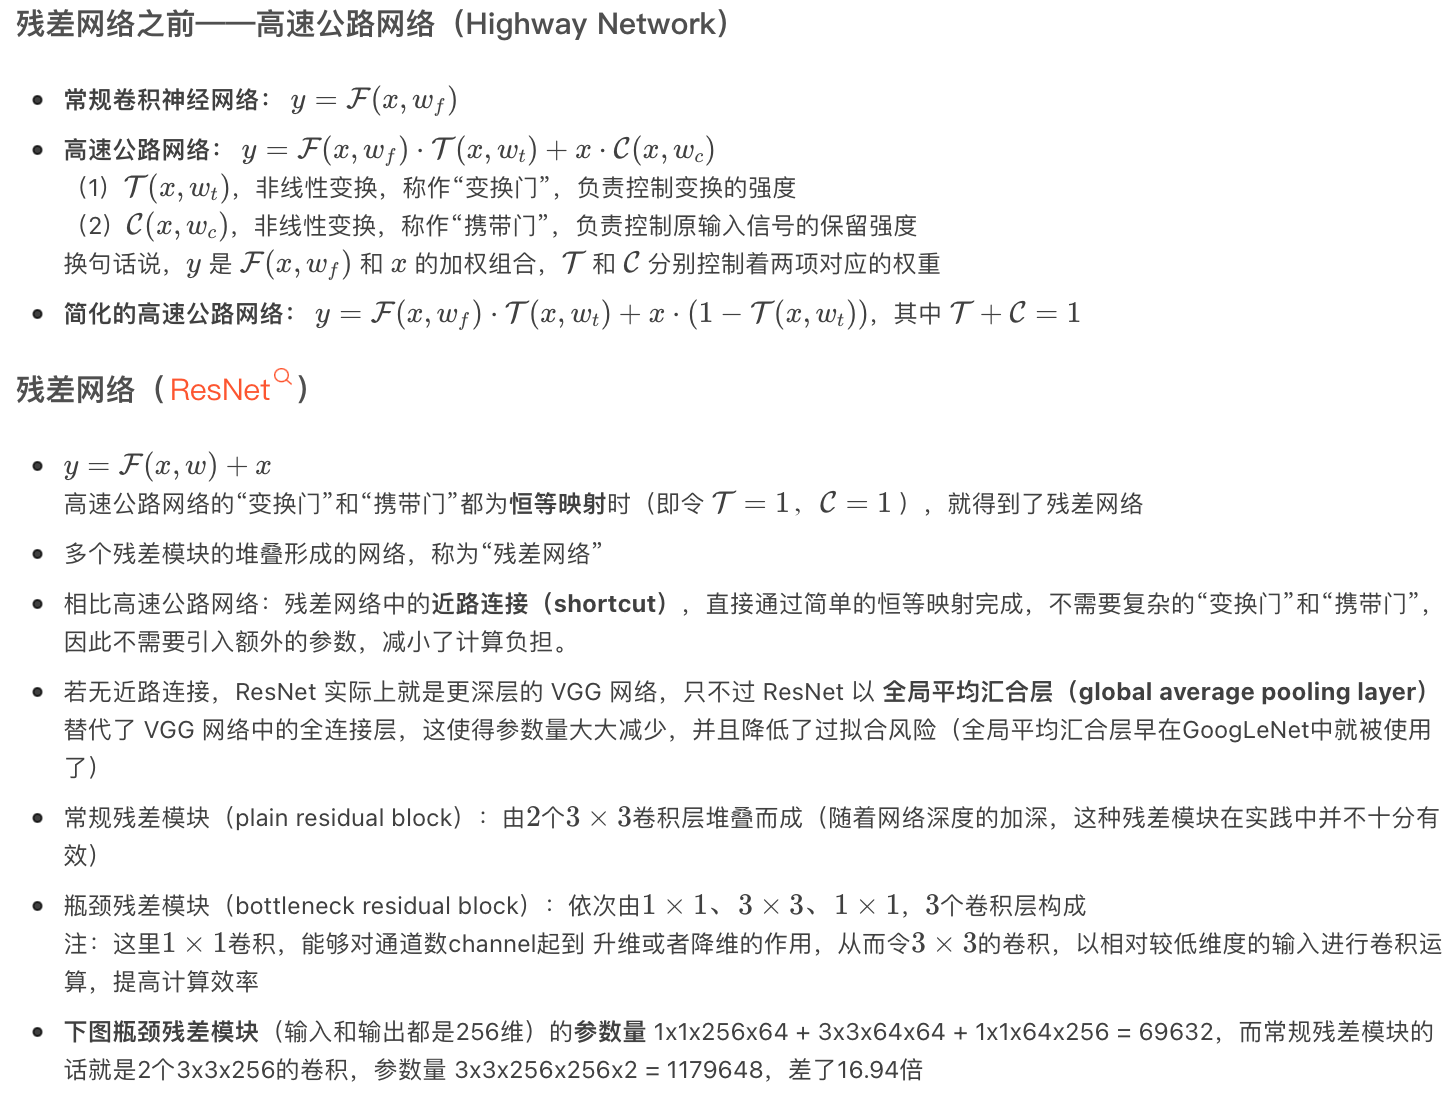 残差网络之前——高速公路网络（Highway Network）
• 常规卷积神经网络： y = F(x, w_f)
• 高速公路网络： y = F(x, w_f) · T(x, w_t) + x · C(x, w_c)
（1）T(x, w_t)，非线性变换，称作“变换门”，负责控制变换的强度
（2）C(x, w_c)，非线性变换，称作“携带门”，负责控制原输入信号的保留强度
换句话说，y 是 F(x, w_f) 和 x 的加权组合，T 和 C 分别控制着两项对应的权重
• 简化的高速公路网络： y = F(x, w_f) · T(x, w_t) + x · (1 − T(x, w_t))，其中 T + C = 1
残差网络（ResNet）
• y = F(x, w) + x
高速公路网络的“变换门”和“携带门”都为恒等映射时（即令 T = 1，C = 1 ），就得到了残差网络
• 多个残差模块的堆叠形成的网络，称为“残差网络”
• 相比高速公路网络：残差网络中的近路连接（shortcut），直接通过简单的恒等映射完成，不需要复杂的“变换门”和“携带门”，
因此不需要引入额外的参数，减小了计算负担。
• 若无近路连接，ResNet 实际上就是更深层的 VGG 网络，只不过 ResNet 以 全局平均汇合层（global average pooling layer）
替代了 VGG 网络中的全连接层，这使得参数量大大减少，并且降低了过拟合风险（全局平均汇合层早在GoogLeNet中就被使用
了）
• 常规残差模块（plain residual block）：由2个3 × 3卷积层堆叠而成（随着网络深度的加深，这种残差模块在实践中并不十分有
效）
• 瓶颈残差模块（bottleneck residual block）：依次由1 × 1、3 × 3、1 × 1，3个卷积层构成
注：这里1 × 1卷积，能够对通道数channel起到 升维或者降维的作用，从而令3 × 3的卷积，以相对较低维度的输入进行卷积运
算，提高计算效率
• 下图瓶颈残差模块（输入和输出都是256维）的参数量 1x1x256x64 + 3x3x64x64 + 1x1x64x256 = 69632，而常规残差模块的
话就是2个3x3x256的卷积，参数量 3x3x256x256x2 = 1179648，差了16.94倍